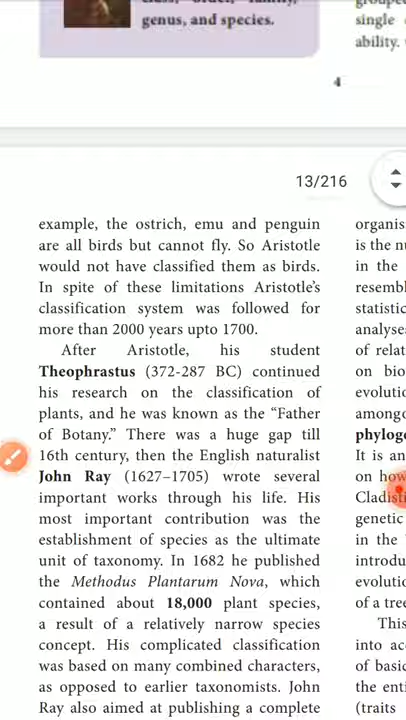 genus, and species.
single
ability.
4
13/216
example, the ostrich, emu and penguin
are all birds but cannot fly. So Aristotle
would not have classified them as birds.
In spite of these limitations Aristotle's
classification system was followed for
more than 2000 years upto 1700.
After Aristotle, his student
Theophrastus (372-287 BC) continued
his research on the classification of
plants, and he was known as the “Father
of Botany.” There was a huge gap till
16th century, then the English naturalist
John Ray (1627–1705) wrote several
important works through his life. His
most important contribution was the
establishment of species as the ultimate
unit of taxonomy. In 1682 he published
the Methodus Plantarum Nova, which
contained about 18,000 plant species,
a result of a relatively narrow species
concept. His complicated classification
was based on many combined characters,
as opposed to earlier taxonomists. John
Ray also aimed at publishing a complete
organis
is the nu
in the
resembl
statistic
analyses
of relat
on bio
evolutio
amongs
phyloge
It is an
on how
Cladisti
genetic
in the
introdu
evolutio
of a tree
This
into acc
of basic
the enti
(traits